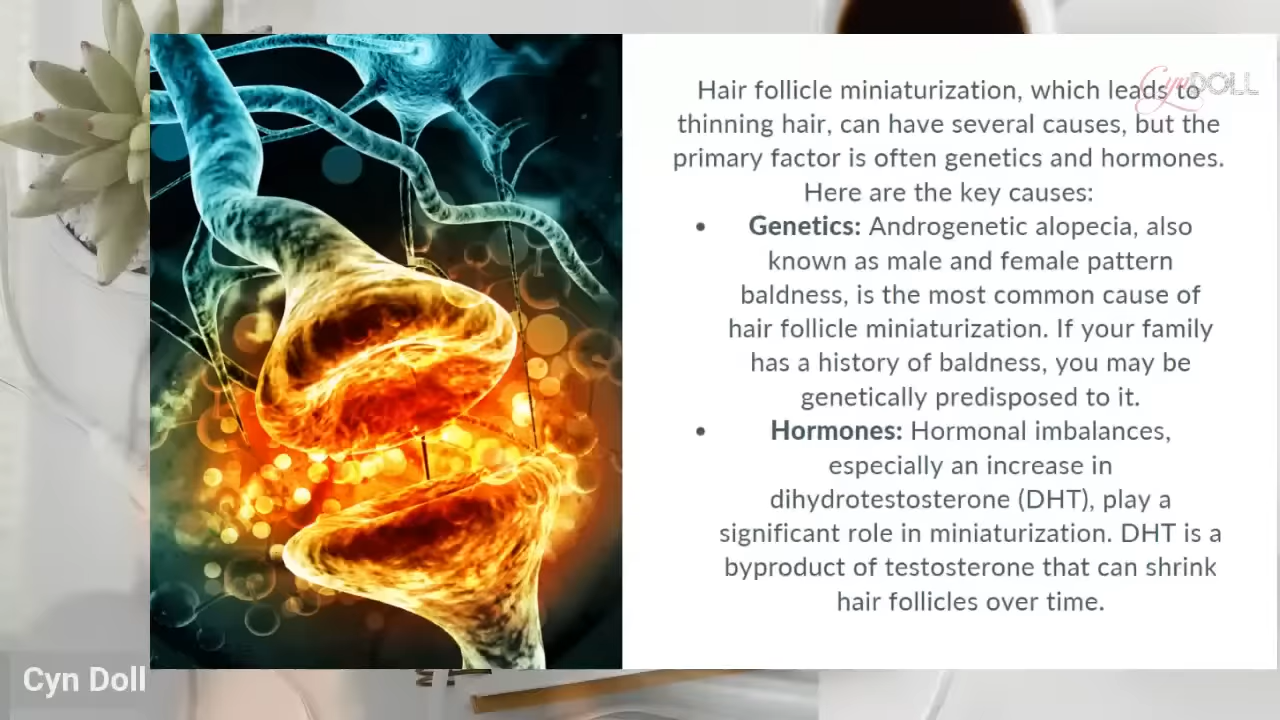 Hair follicle miniaturization, which leads to
thinning hair, can have several causes, but the
primary factor is often genetics and hormones.
Here are the key causes:
• Genetics: Androgenetic alopecia, also
known as male and female pattern
baldness, is the most common cause of
hair follicle miniaturization. If your family
has a history of baldness, you may be
genetically predisposed to it.
• Hormones: Hormonal imbalances,
especially an increase in
dihydrotestosterone (DHT), play a
significant role in miniaturization. DHT is a
byproduct of testosterone that can shrink
hair follicles over time.
CynDOLL
Cyn Doll